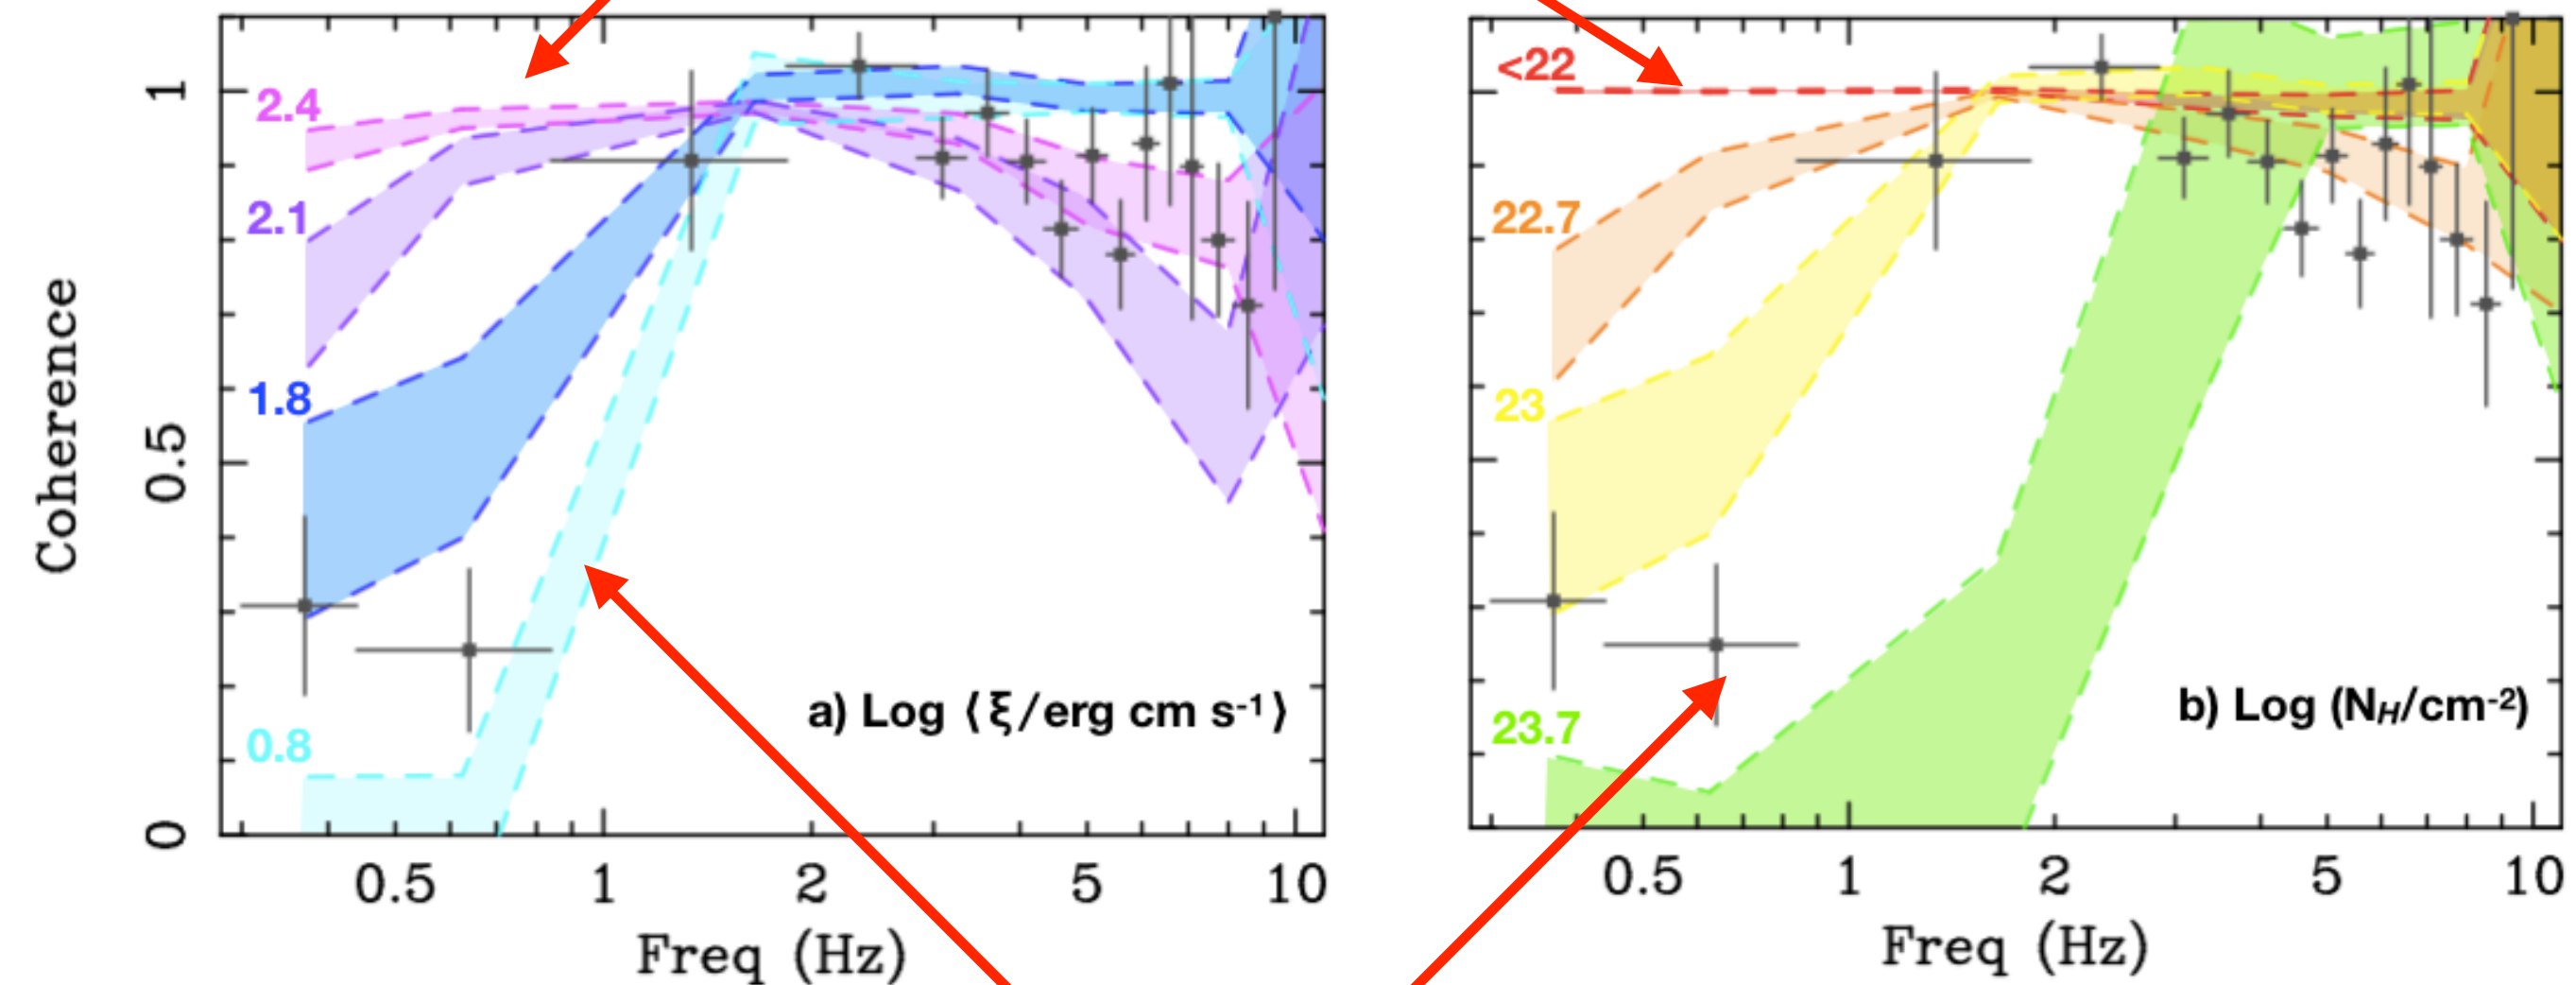 Coherence
1
0.5
0
2.4
2.1
1.8
0.8
a) Log ⟨ξ/erg cm s⁻¹⟩
0.5 1 2 5 10
Freq (Hz)
<22
22.7
23
23.7
b) Log (N_H/cm⁻²)
0.5 1 2 5 10
Freq (Hz)